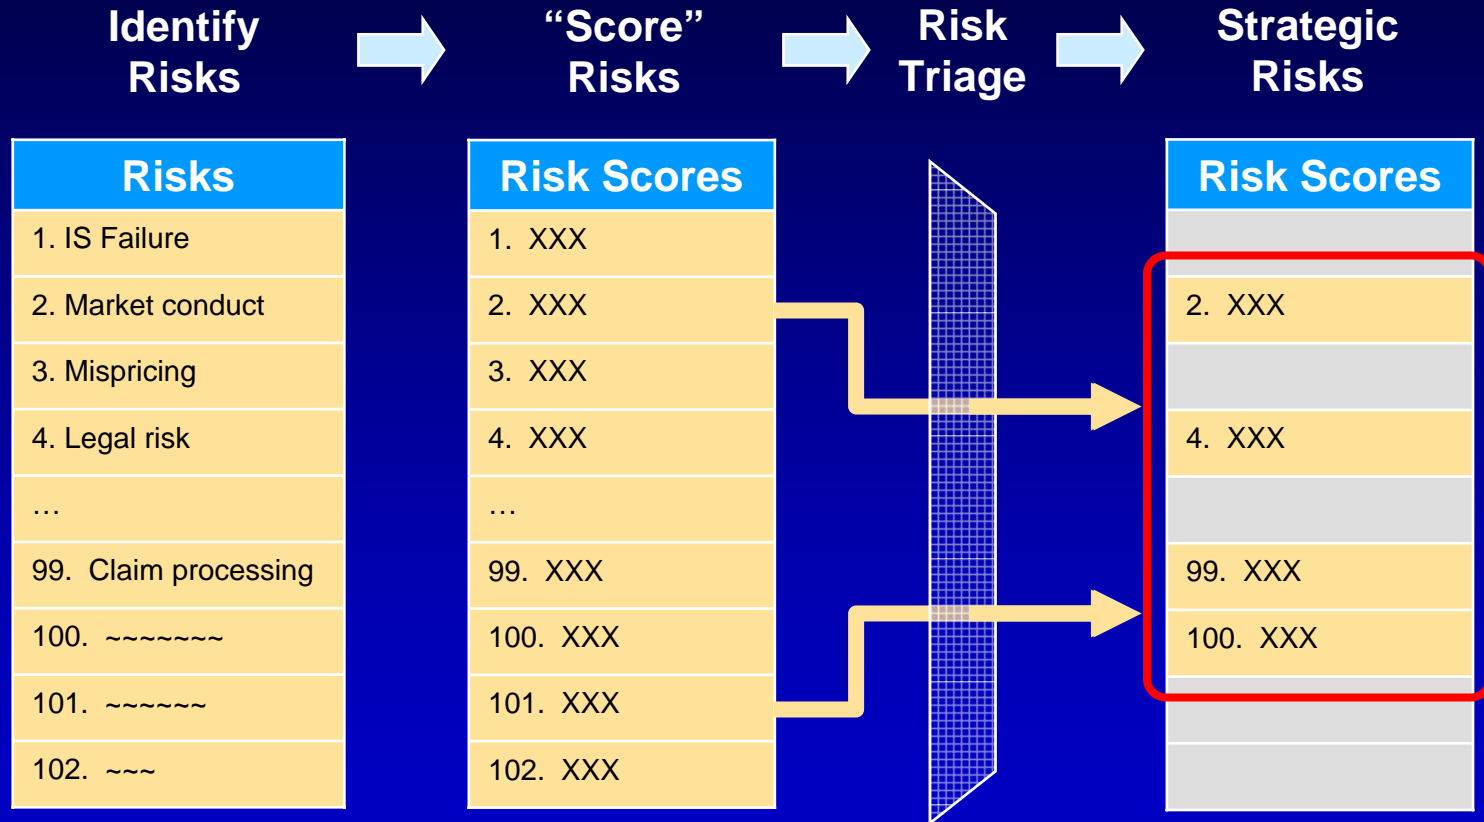 Identify
Risks
“Score”
Risks
Risk
Triage
Strategic
Risks
Risks
1. IS Failure
2. Market conduct
3. Mispricing
4. Legal risk
…
99.  Claim processing
100.  ~~~~~~~
101.  ~~~~~~
102.  ~~~
Risk Scores
1.  XXX
2.  XXX
3.  XXX
4.  XXX
…
99.  XXX
100.  XXX
101.  XXX
102.  XXX
Risk Scores
2.  XXX
4.  XXX
99.  XXX
100.  XXX